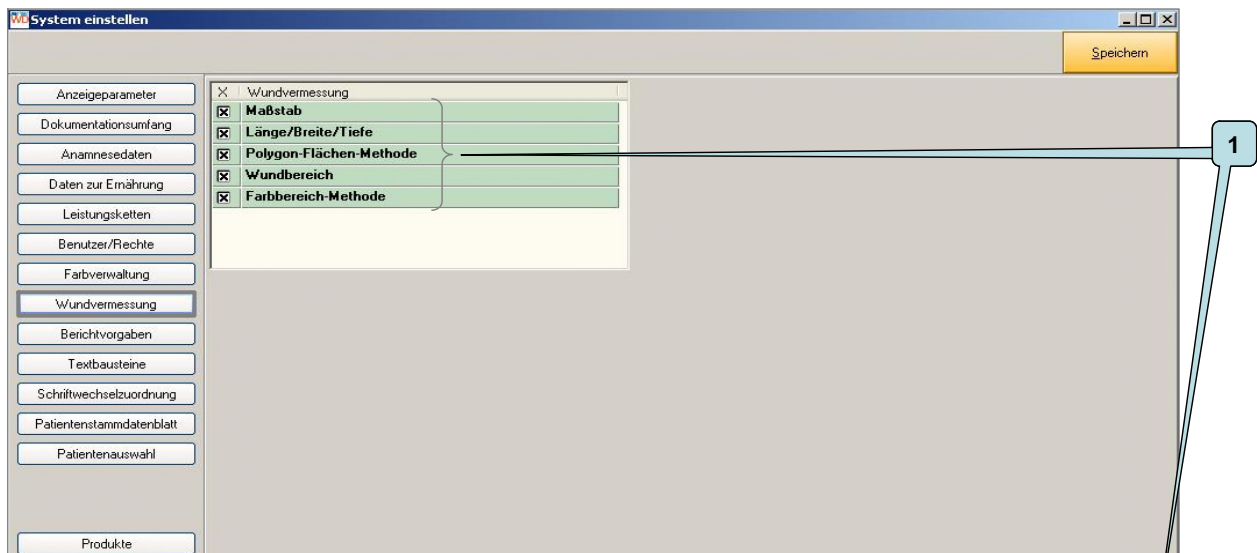 WD System einstellen
Speichern
Anzeigeparameter
Dokumentationsumfang
Anamnesedaten
Daten zur Ernährung
Leistungsketten
Benutzer/Rechte
Farbverwaltung
Wundvermessung
Berichtvorgaben
Textbausteine
Schriftwechselzuordnung
Patientenstammdatenblatt
Patientenauswahl
Produkte
X Wundvermessung
Maßstab
Länge/Breite/Tiefe
Polygon-Flächen-Methode
Wundbereich
Farbbereich-Methode
1